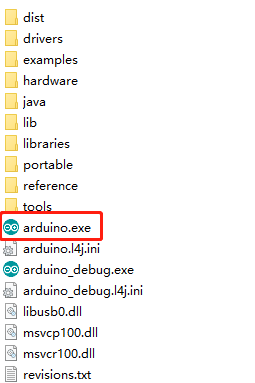 dist
drivers
examples
hardware
java
lib
libraries
portable
reference
tools
arduino.exe
arduino.l4j.ini
arduino_debug.exe
arduino_debug.l4j.ini
libusb0.dll
msvcp100.dll
msvcr100.dll
revisions.txt